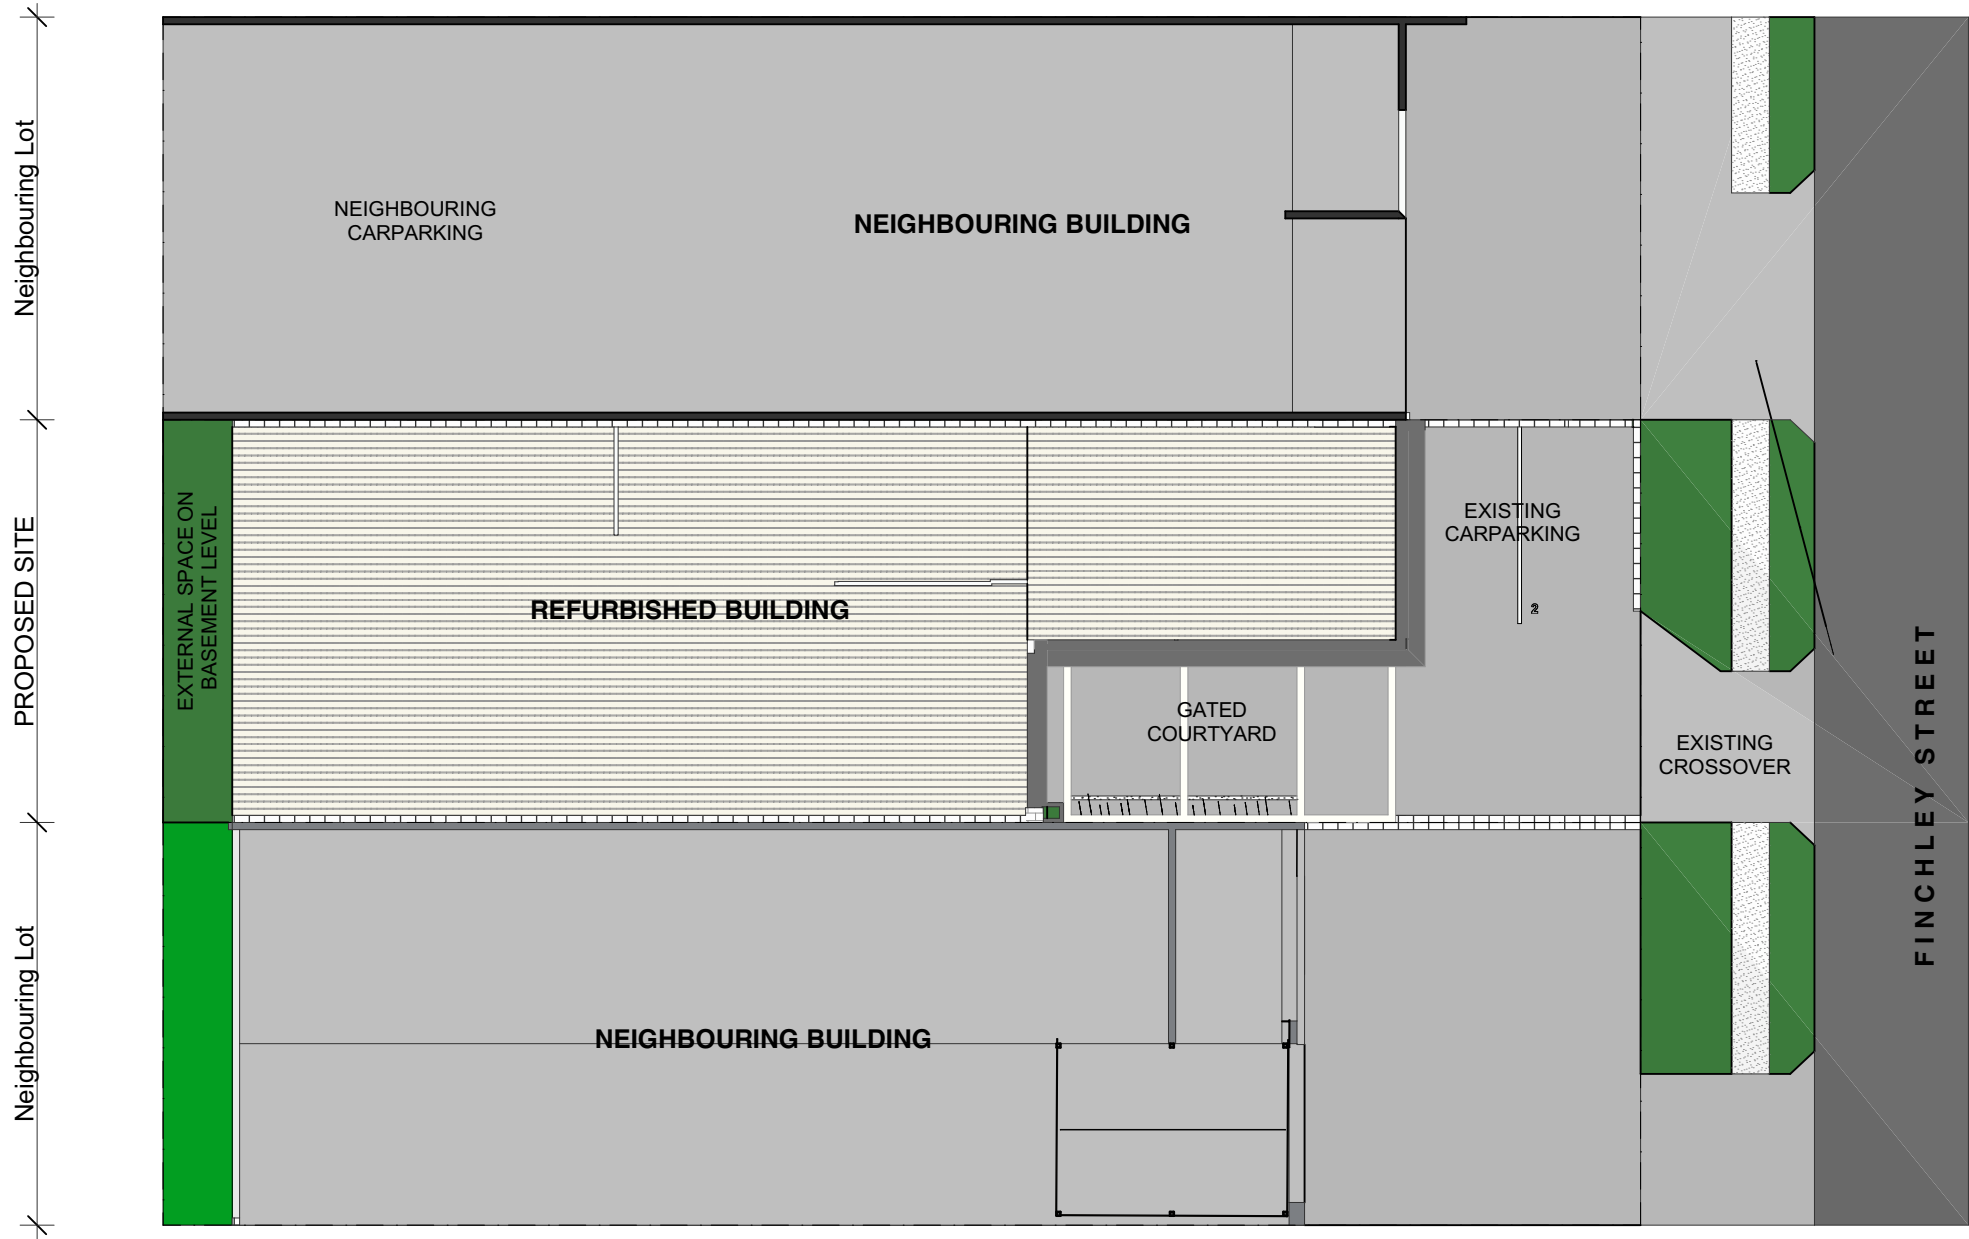 Neighbouring Lot
NEIGHBOURING
CARPARKING
NEIGHBOURING BUILDING
PROPOSED SITE
EXTERNAL SPACE ON
BASEMENT LEVEL
REFURBISHED BUILDING
EXISTING
CARPARKING
2
GATED
COURTYARD
EXISTING
CROSSOVER
FINCHLEY STREET
Neighbouring Lot
NEIGHBOURING BUILDING